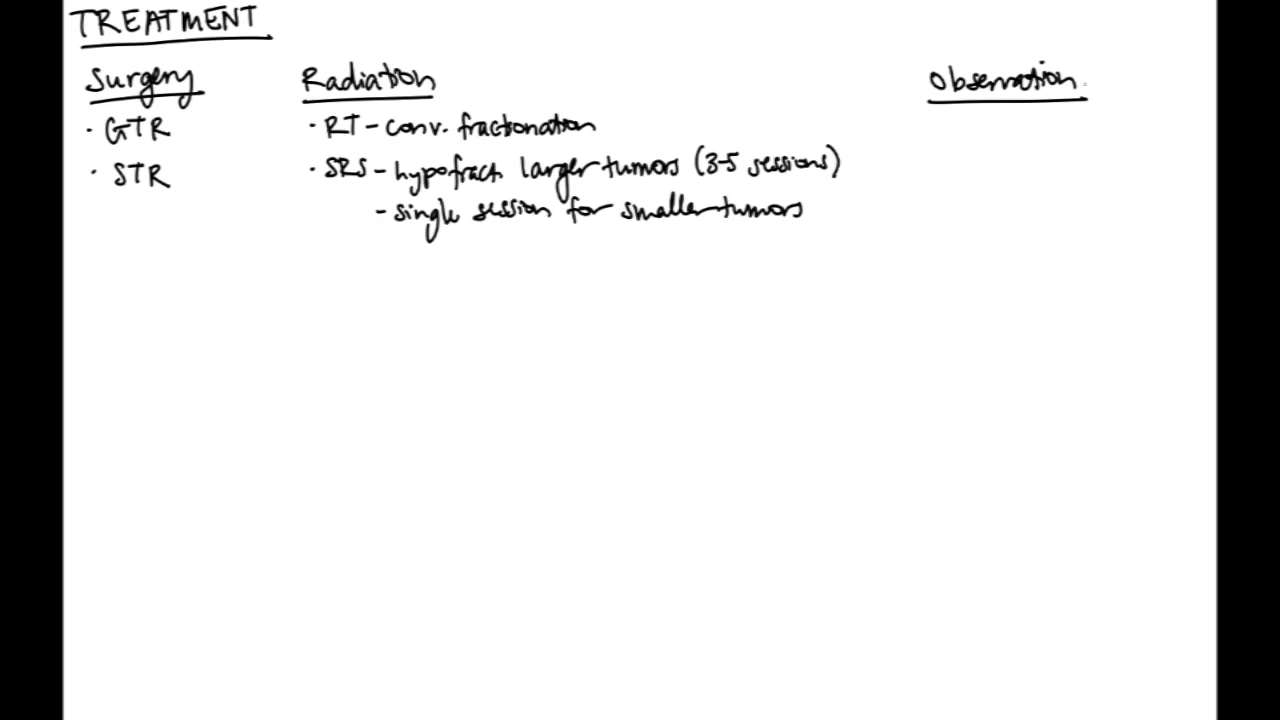 TREATMENT
Surgery Radiation Observation
· GTR · RT - conv. fractionation
· STR · SRS - hypofract. larger tumors (3-5 sessions)
- single session for smaller tumors